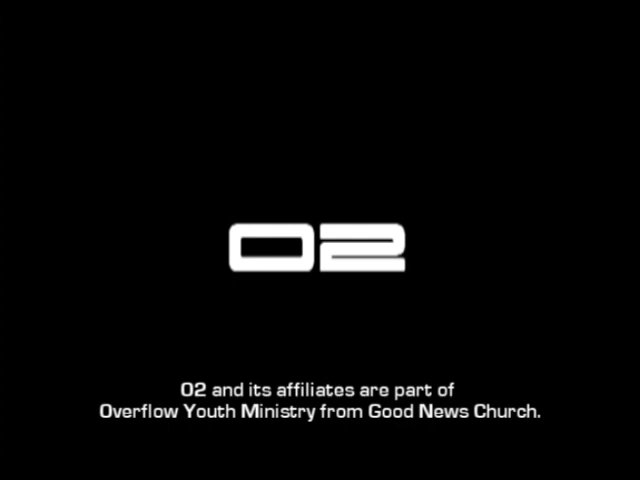 O2
O2 and its affiliates are part of
Overflow Youth Ministry from Good News Church.